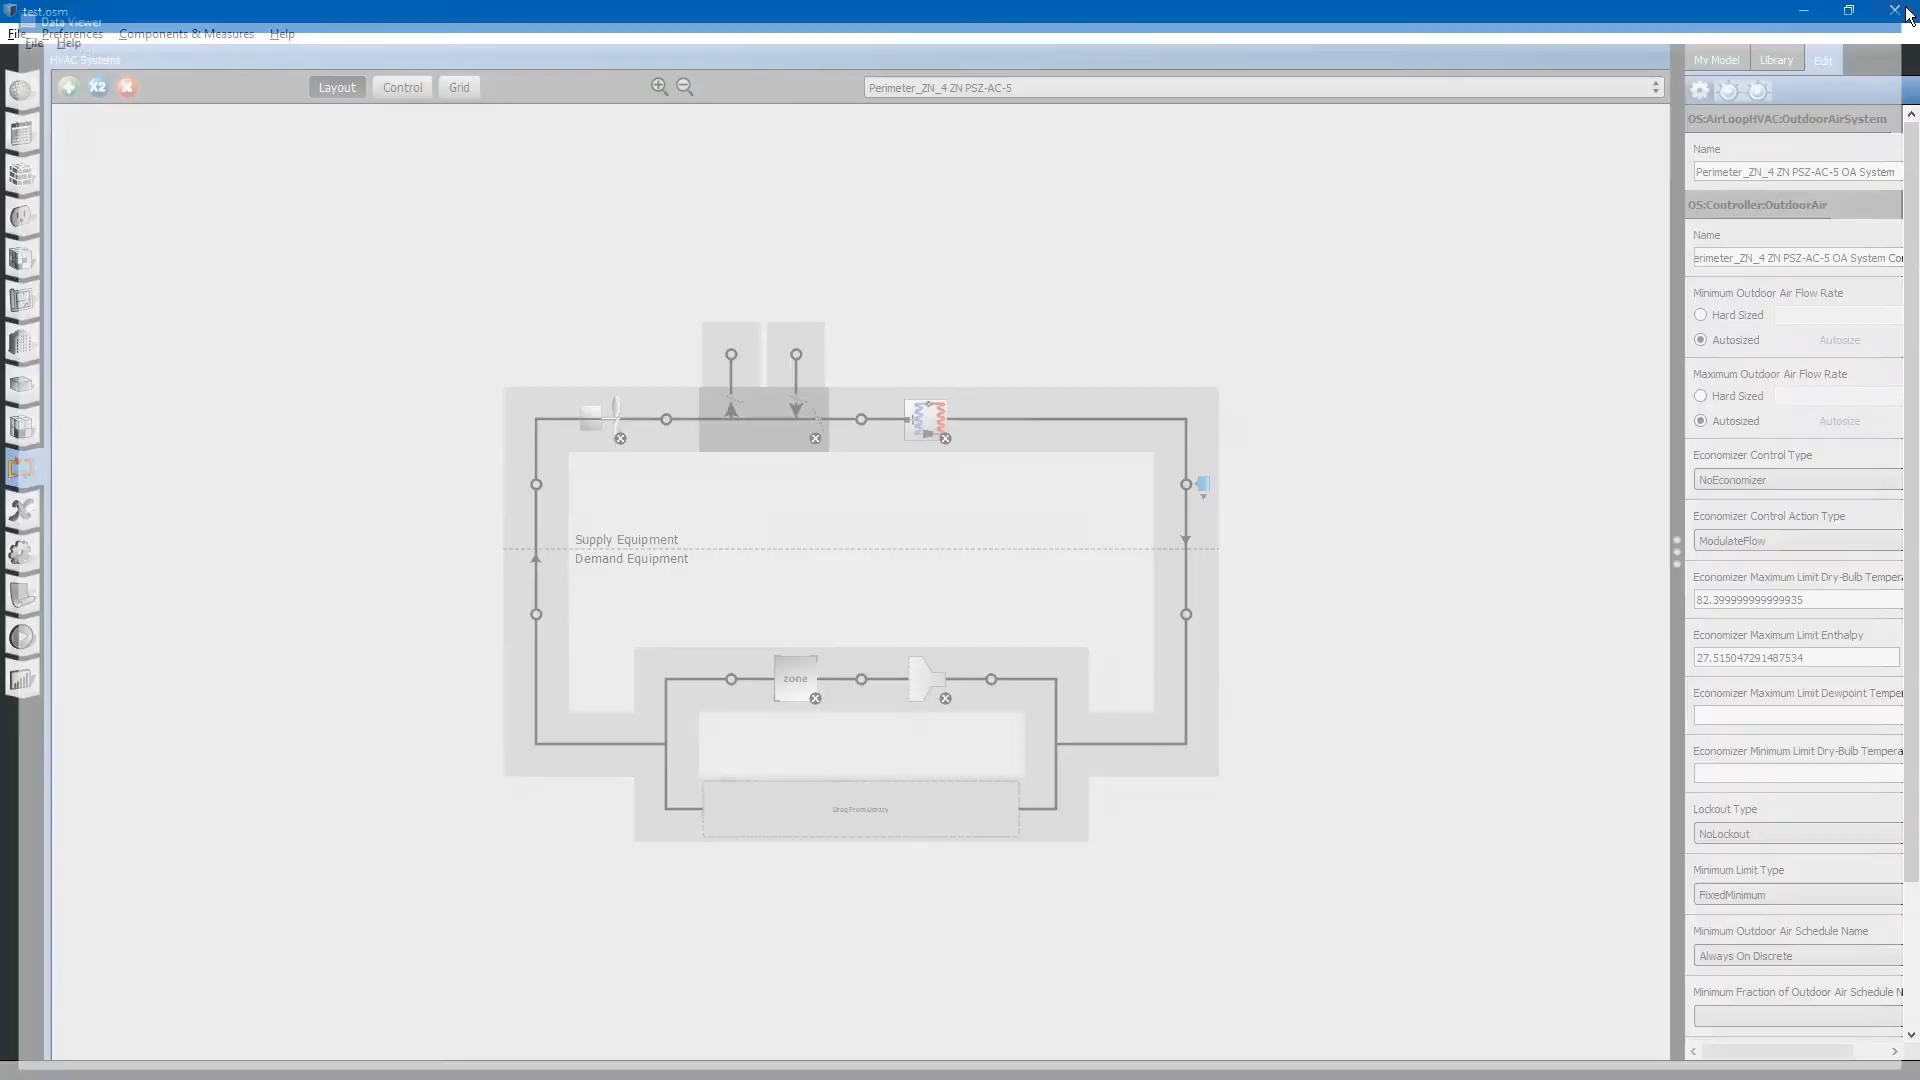 test.osm
Data Viewer
File Preferences Components & Measures Help
File Help
HVAC Systems
X2
Layout Control Grid
Perimeter_ZN_4 ZN PSZ-AC-5
My Model Library Edit
OS:AirLoopHVAC:OutdoorAirSystem
Name
Perimeter_ZN_4 ZN PSZ-AC-5 OA System
OS:Controller:OutdoorAir
Name
erimeter_ZN_4 ZN PSZ-AC-5 OA System Con
Minimum Outdoor Air Flow Rate
Hard Sized
Autosized Autosize
Maximum Outdoor Air Flow Rate
Hard Sized
Autosized Autosize
Economizer Control Type
NoEconomizer
Economizer Control Action Type
ModulateFlow
Economizer Maximum Limit Dry-Bulb Tempera
82.399999999999935
Economizer Maximum Limit Enthalpy
27.515047291487534
Economizer Maximum Limit Dewpoint Temper
Economizer Minimum Limit Dry-Bulb Tempera
Lockout Type
NoLockout
Minimum Limit Type
FixedMinimum
Minimum Outdoor Air Schedule Name
Always On Discrete
Minimum Fraction of Outdoor Air Schedule N
Supply Equipment
Demand Equipment
zone
Drag From Library